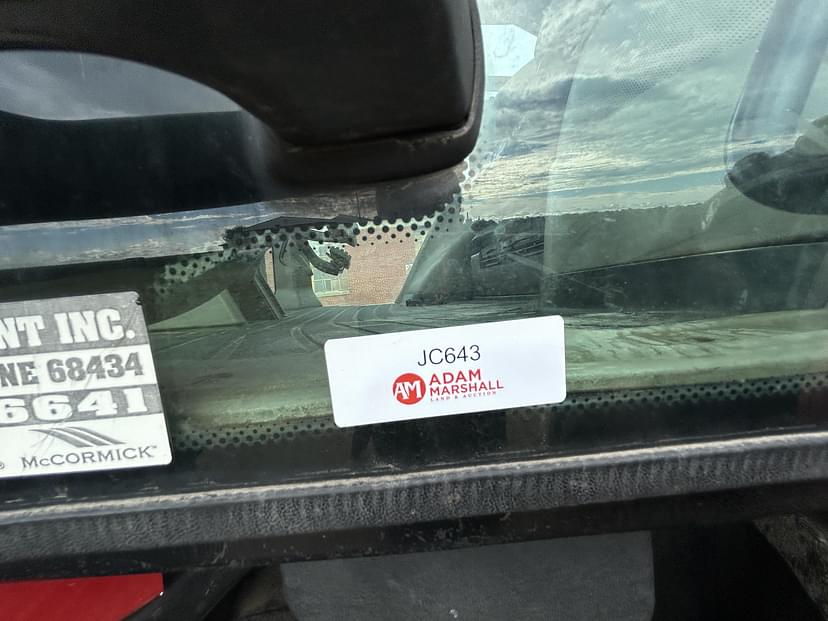 NT INC.
NE 68434
6641
McCORMICK
JC643
AM
ADAM
MARSHALL
LAND & AUCTION